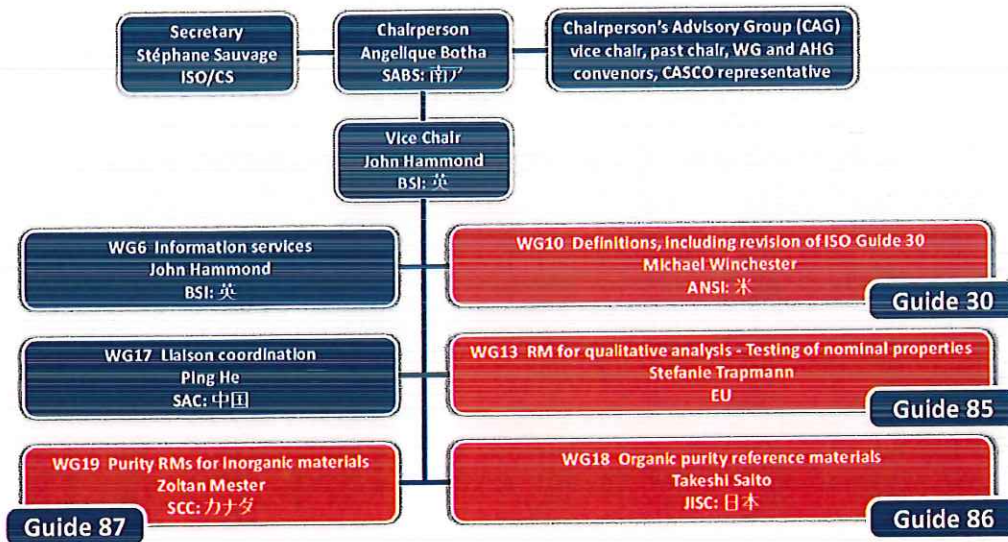 Secretary
Stéphane Sauvage
ISO/CS
Chairperson
Angelique Botha
SABS: 南ア
Chairperson's Advisory Group (CAG)
vice chair, past chair, WG and AHG
convenors, CASCO representative
Vice Chair
John Hammond
BSI: 英
WG6 Information services
John Hammond
BSI: 英
WG10 Definitions, including revision of ISO Guide 30
Michael Winchester
ANSI: 米
Guide 30
WG17 Liaison coordination
Ping He
SAC: 中国
WG13 RM for qualitative analysis - Testing of nominal properties
Stefanie Trapmann
EU
Guide 85
WG19 Purity RMs for Inorganic materials
Zoltan Mester
SCC: カナダ
Guide 87
WG18 Organic purity reference materials
Takeshi Saito
JISC: 日本
Guide 86